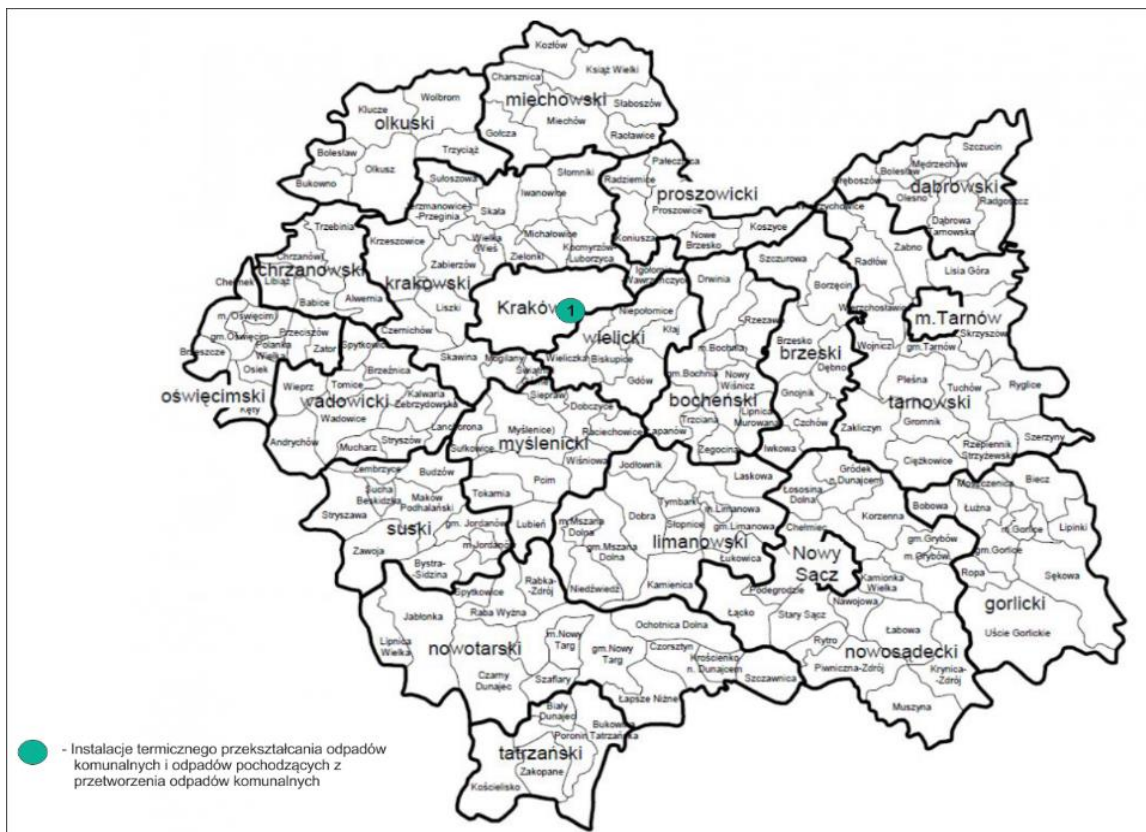 Kozłów
Książ Wielki
Charsznica
miechowski
Słaboszów
Miechów
Gołcza
Racławice
Wolbrom
Klucze
olkuski
Trzyciąż
Bolesław
Olkusz
Bukowno
Pałecznica
Radziemice
proszowicki
Proszowice
Koniusza
Nowe
Brzesko
Koszyce
Szczucin
Mędrzechów
Bolesław
dąbrowski
Olesno
Radgoszcz
Dąbrowa
Tarnowska
Słomniki
Sułoszowa
Iwanowice
Skała
Michałowice
Wielka
Wieś
Zielonki
Kocmyrzów-
Luborzyca
Krzeszowice
Zabierzów
krakowski
Liszki
Czernichów
Skawina
Mogilany
Trzebinia
Chrzanów
chrzanowski
Libiąż
Babice
Alwernia
Chełmek
m. Oświęcim
gm.Oświęcim
Przeciszów
Polanka
Wielka
Zator
Brzeszcze
Osiek
oświęcimski
Kęty
Kraków
1
Niepołomice
wielicki
Kłaj
Wieliczka
Biskupice
Gdów
Drwinia
Rzezawa
m.Bochnia
gm.Bochnia
Nowy
Wiśnicz
bocheński
Lipnica
Murowana
Trzciana
Żegocina
Łapanów
Szczurowa
Borzęcin
Brzesko
brzeski
Dębno
Gnojnik
Czchów
Iwkowa
Żabno
Radłów
Lisia Góra
Wierzchosławice
m.Tarnów
Skrzyszów
Wojnicz
gm.Tarnów
Pleśna
Tuchów
Ryglice
tarnowski
Zakliczyn
Gromnik
Szerzyny
Rzepiennik
Strzyżewski
Ciężkowice
Spytkowice
Brzeźnica
Tomice
Wieprz
wadowicki
Kalwaria
Zebrzydowska
Wadowice
Andrychów
Mucharz
Stryszów
Lanckorona
Siepraw
Dobczyce
Myślenice)
Raciechowice
myślenicki
Sułkowice
Wiśniowa
Pcim
Tokarnia
Lubień
Zembrzyce
Budzów
Sucha
Beskidzka
Maków
Podhalański
Stryszawa
suski
gm.Jordanów
m.Jordanów
Zawoja
Bystra-
Sidzina
Jodłownik
Laskowa
Tymbark
m.Limanowa
Dobra
Słopnice
gm.Limanowa
m.Mszana
Dolna
limanowski
gm.Mszana
Dolna
Łukowica
Niedźwiedź
Kamienica
Gródek
n.Dunajcem
Łososina
Dolna
Korzenna
Chełmiec
Bobowa
gm.Grybów
m.Grybów
Nowy
Sącz
Kamionka
Wielka
Podegrodzie
Nawojowa
Łącko
Stary Sącz
Łabowa
Rytro
nowosądecki
Piwniczna-Zdrój
Krynica-
Zdrój
Muszyna
Moszczenica
Biecz
Łużna
m.Gorlice
Lipinki
gm.Gorlice
Ropa
Sękowa
gorlicki
Uście Gorlickie
Spytkowice
Rabka-
Zdrój
Raba Wyżna
Jabłonka
Lipnica
Wielka
nowotarski
m.Nowy
Targ
Ochotnica Dolna
gm.Nowy
Targ
Czorsztyn
Krościenko
n. Dunajcem
Szczawnica
Czarny
Dunajec
Szaflary
Łapsze Niżne
Biały
Dunajec
Bukowina
Tatrzańska
Poronin
tatrzański
Zakopane
Kościelisko
- Instalacje termicznego przekształcania odpadów
komunalnych i odpadów pochodzących z
przetworzenia odpadów komunalnych